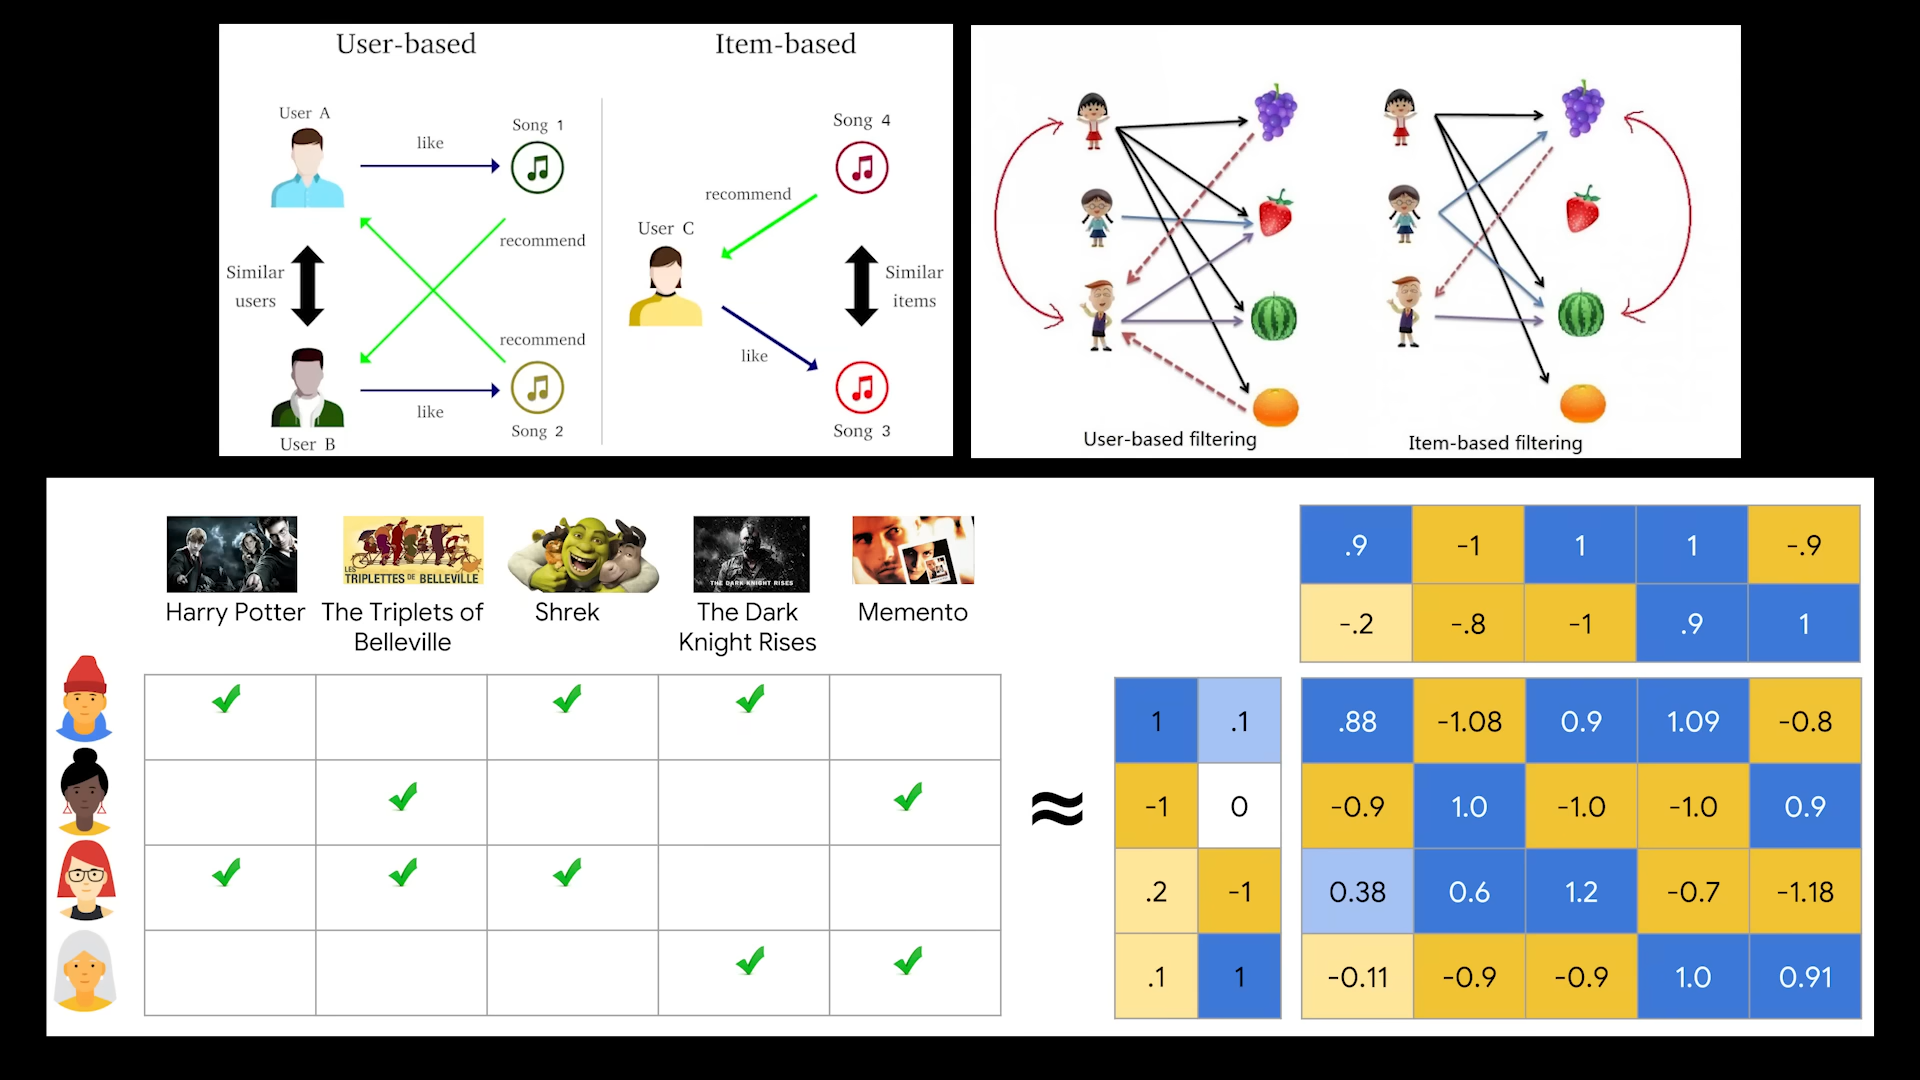 User-based
Item-based
User A
like
Song 1
recommend
Similar
users
recommend
like
User B
Song 2
Song 4
recommend
User C
Similar
items
like
Song 3
User-based filtering
Item-based filtering
LES
TRIPLETTES DE BELLEVILLE
THE DARK KNIGHT RISES
Harry Potter
The Triplets of
Belleville
Shrek
The Dark
Knight Rises
Memento
≈
.9 -1 1 1 -.9
-.2 -.8 -1 .9 1
1 .1
-1 0
.2 -1
.1 1
.88 -1.08 0.9 1.09 -0.8
-0.9 1.0 -1.0 -1.0 0.9
0.38 0.6 1.2 -0.7 -1.18
-0.11 -0.9 -0.9 1.0 0.91